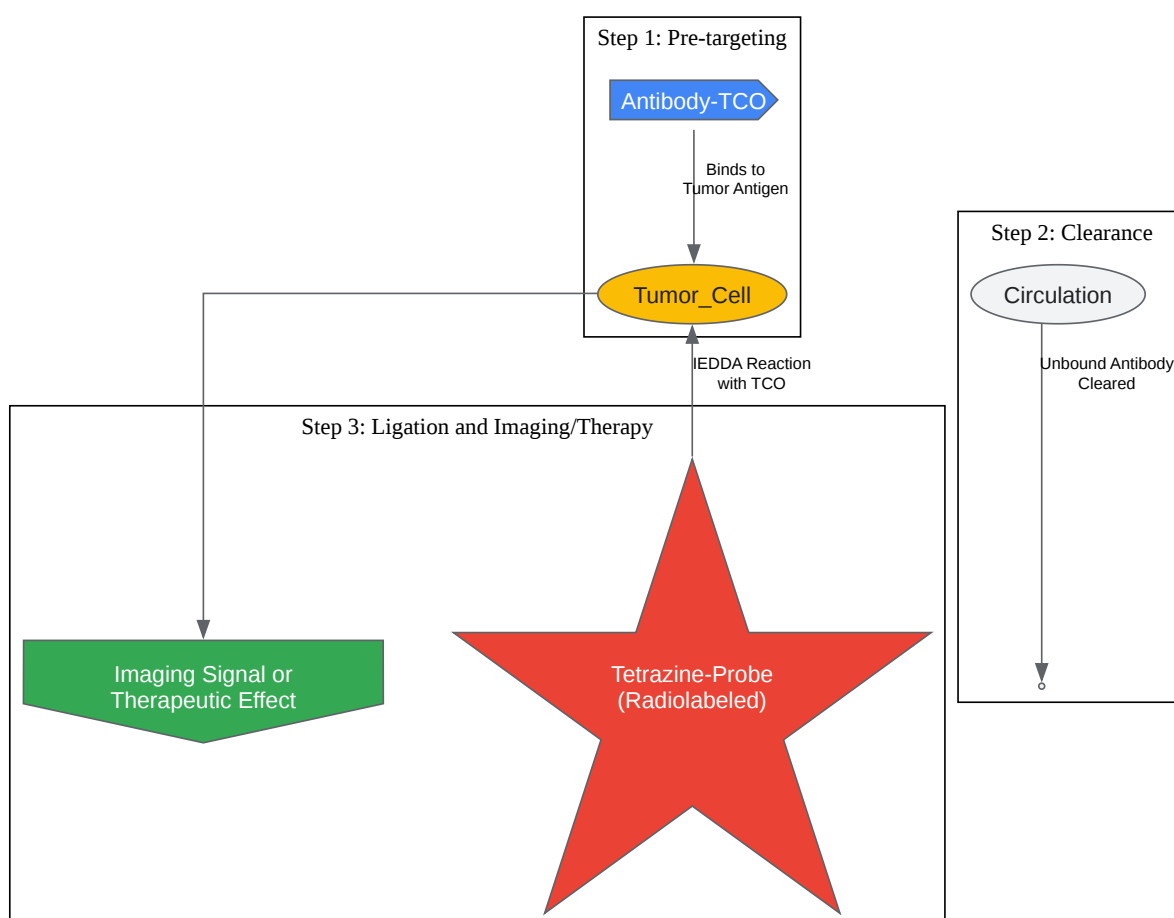 Step 1: Pre-targeting
Antibody-TCO
Binds to
Tumor Antigen
Tumor_Cell
Step 2: Clearance
Circulation
Unbound Antibody
Cleared
IEDDA Reaction
with TCO
Step 3: Ligation and Imaging/Therapy
Imaging Signal or
Therapeutic Effect
Tetrazine-Probe
(Radiolabeled)